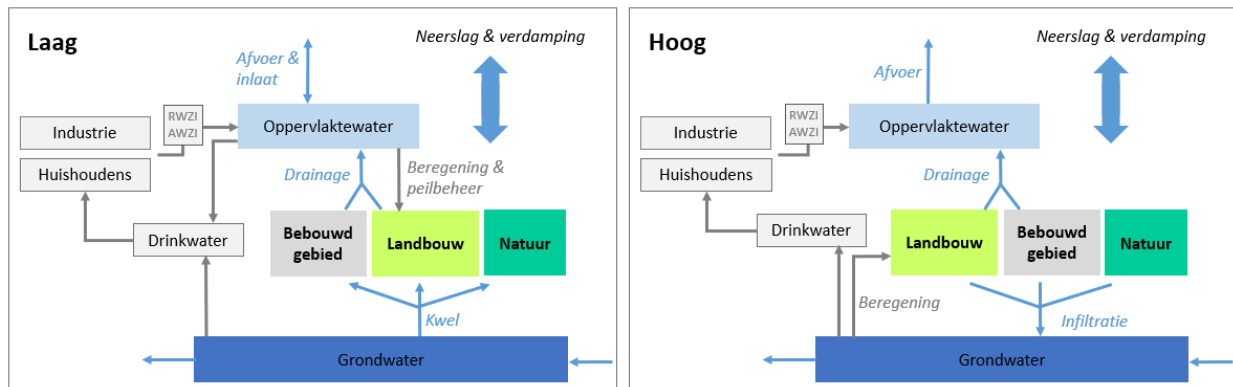 Laag
Neerslag & verdamping
Afvoer &
inlaat
RWZI
AWZI
Industrie
Oppervlaktewater
Huishoudens
Drainage
Beregening &
peilbeheer
Drinkwater
Bebouwd
gebied
Landbouw
Natuur
Kwel
Grondwater
Hoog
Neerslag & verdamping
Afvoer
RWZI
AWZI
Industrie
Oppervlaktewater
Huishoudens
Drainage
Drinkwater
Landbouw
Bebouwd
gebied
Natuur
Beregening
Infiltratie
Grondwater